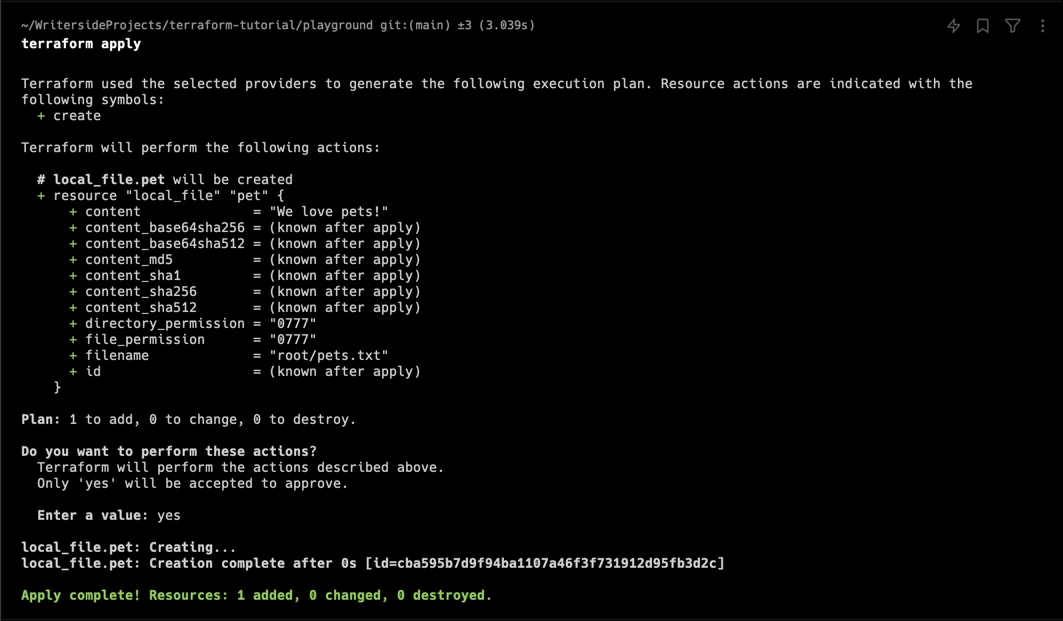 ~/WritersideProjects/terraform-tutorial/playground git:(main) ±3 (3.039s)
terraform apply
Terraform used the selected providers to generate the following execution plan. Resource actions are indicated with the
following symbols:
  + create
Terraform will perform the following actions:
  # local_file.pet will be created
  + resource "local_file" "pet" {
      + content              = "We love pets!"
      + content_base64sha256 = (known after apply)
      + content_base64sha512 = (known after apply)
      + content_md5          = (known after apply)
      + content_sha1         = (known after apply)
      + content_sha256       = (known after apply)
      + content_sha512       = (known after apply)
      + directory_permission = "0777"
      + file_permission      = "0777"
      + filename             = "root/pets.txt"
      + id                   = (known after apply)
    }
Plan: 1 to add, 0 to change, 0 to destroy.
Do you want to perform these actions?
  Terraform will perform the actions described above.
  Only 'yes' will be accepted to approve.
  Enter a value: yes
local_file.pet: Creating...
local_file.pet: Creation complete after 0s [id=cba595b7d9f94ba1107a46f3f731912d95fb3d2c]
Apply complete! Resources: 1 added, 0 changed, 0 destroyed.